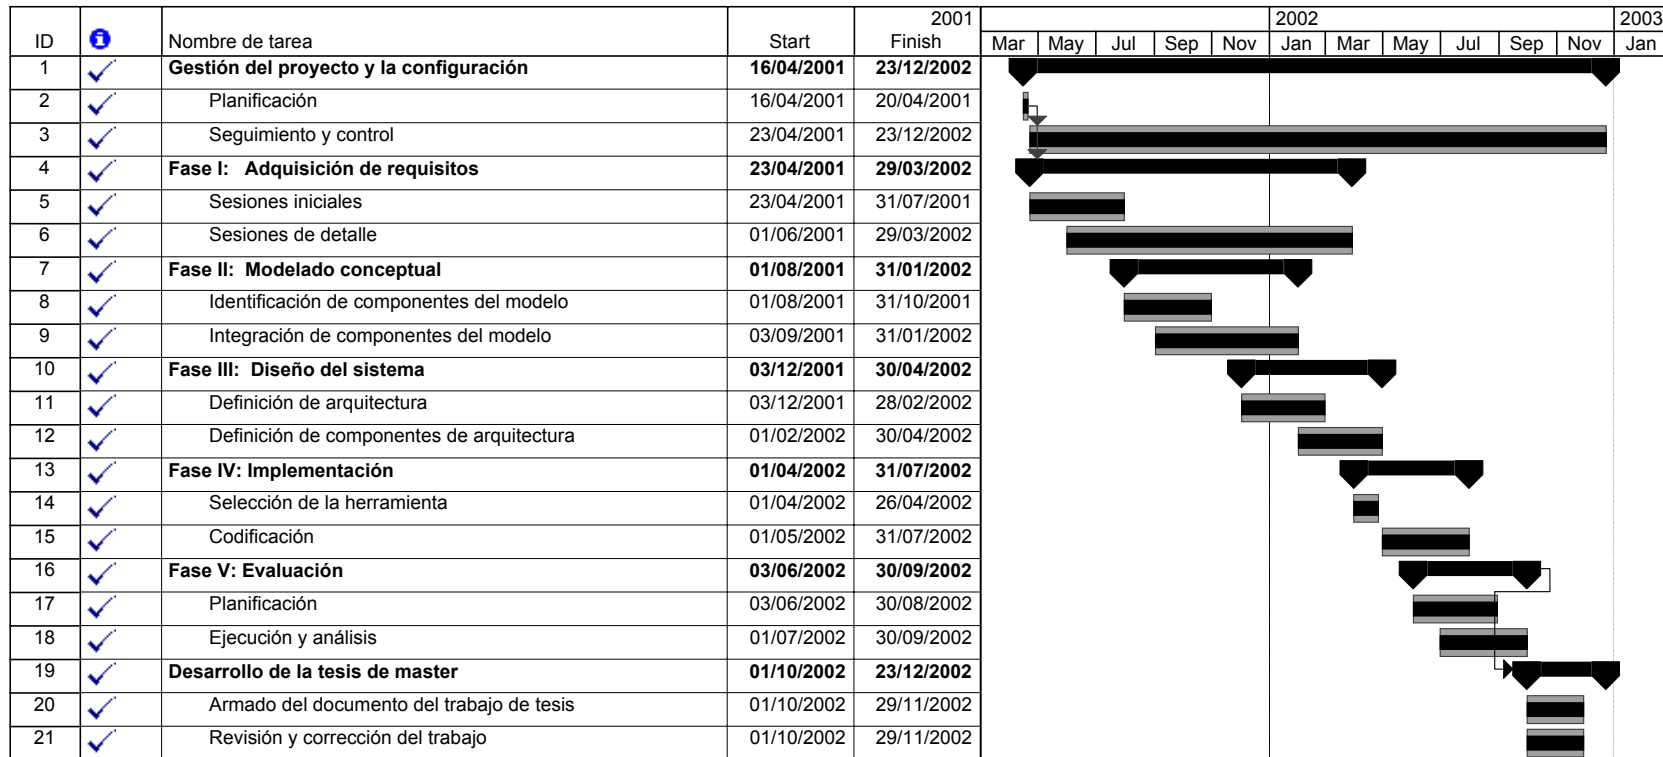 2001 2002 2003
ID Nombre de tarea Start Finish Mar May Jul Sep Nov Jan Mar May Jul Sep Nov Jan
1 Gestión del proyecto y la configuración 16/04/2001 23/12/2002
2 Planificación 16/04/2001 20/04/2001
3 Seguimiento y control 23/04/2001 23/12/2002
4 Fase I: Adquisición de requisitos 23/04/2001 29/03/2002
5 Sesiones iniciales 23/04/2001 31/07/2001
6 Sesiones de detalle 01/06/2001 29/03/2002
7 Fase II: Modelado conceptual 01/08/2001 31/01/2002
8 Identificación de componentes del modelo 01/08/2001 31/10/2001
9 Integración de componentes del modelo 03/09/2001 31/01/2002
10 Fase III: Diseño del sistema 03/12/2001 30/04/2002
11 Definición de arquitectura 03/12/2001 28/02/2002
12 Definición de componentes de arquitectura 01/02/2002 30/04/2002
13 Fase IV: Implementación 01/04/2002 31/07/2002
14 Selección de la herramienta 01/04/2002 26/04/2002
15 Codificación 01/05/2002 31/07/2002
16 Fase V: Evaluación 03/06/2002 30/09/2002
17 Planificación 03/06/2002 30/08/2002
18 Ejecución y análisis 01/07/2002 30/09/2002
19 Desarrollo de la tesis de master 01/10/2002 23/12/2002
20 Armado del documento del trabajo de tesis 01/10/2002 29/11/2002
21 Revisión y corrección del trabajo 01/10/2002 29/11/2002